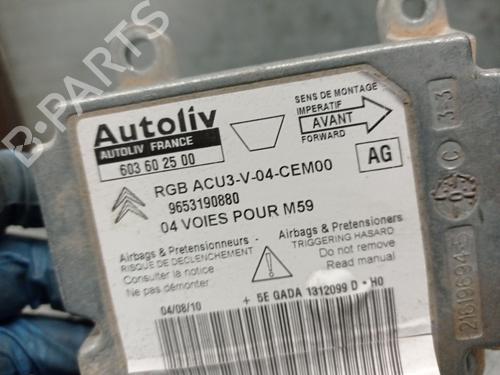 B-PARTS
Autoliv
AUTOLIV FRANCE
603 60 25 00
SENS DE MONTAGE
IMPERATIF
AVANT
FORWARD
AG
RGB ACU3-V-04-CEM00
9653190880
04 VOIES POUR M59
Airbags & Pretensionneurs
RISQUE DE DECLENCHEMENT
Consulter la notice
Ne pas démonter
Airbags & Pretensioners
TRIGGERING HASARD
Do not remove
Read manual
04/08/10
+ 5E GADA 1312099 D - H0
C 33